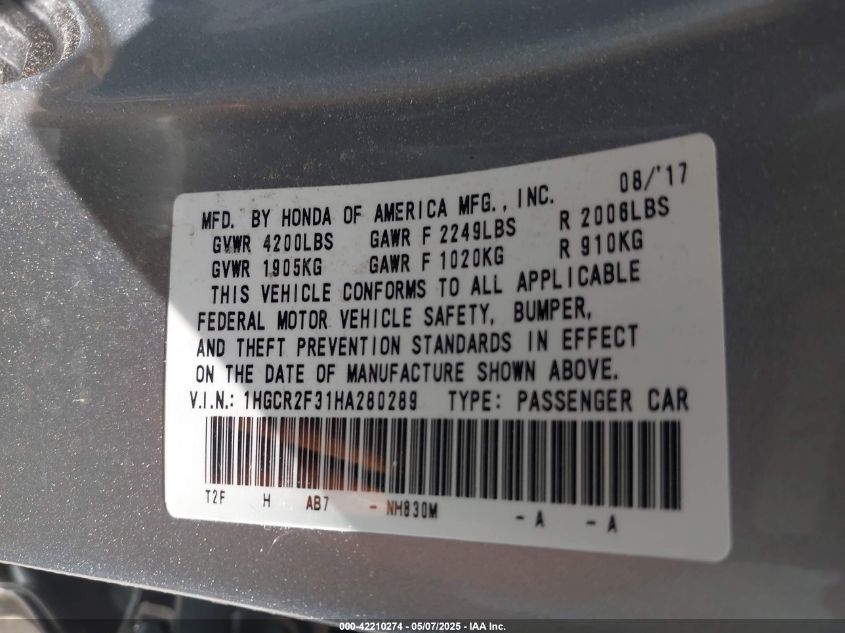 08/'17
MFD. BY HONDA OF AMERICA MFG., INC.
GVWR 4200LBS GAWR F 2249LBS R 2006LBS
GVWR 1905KG GAWR F 1020KG R 910KG
THIS VEHICLE CONFORMS TO ALL APPLICABLE
FEDERAL MOTOR VEHICLE SAFETY, BUMPER,
AND THEFT PREVENTION STANDARDS IN EFFECT
ON THE DATE OF MANUFACTURE SHOWN ABOVE.
V.I.N.: 1HGCR2F31HA280289 TYPE: PASSENGER CAR
T2F H AB7 - NH830M - A - A
000-42210274 - 05/07/2025 - IAA Inc.